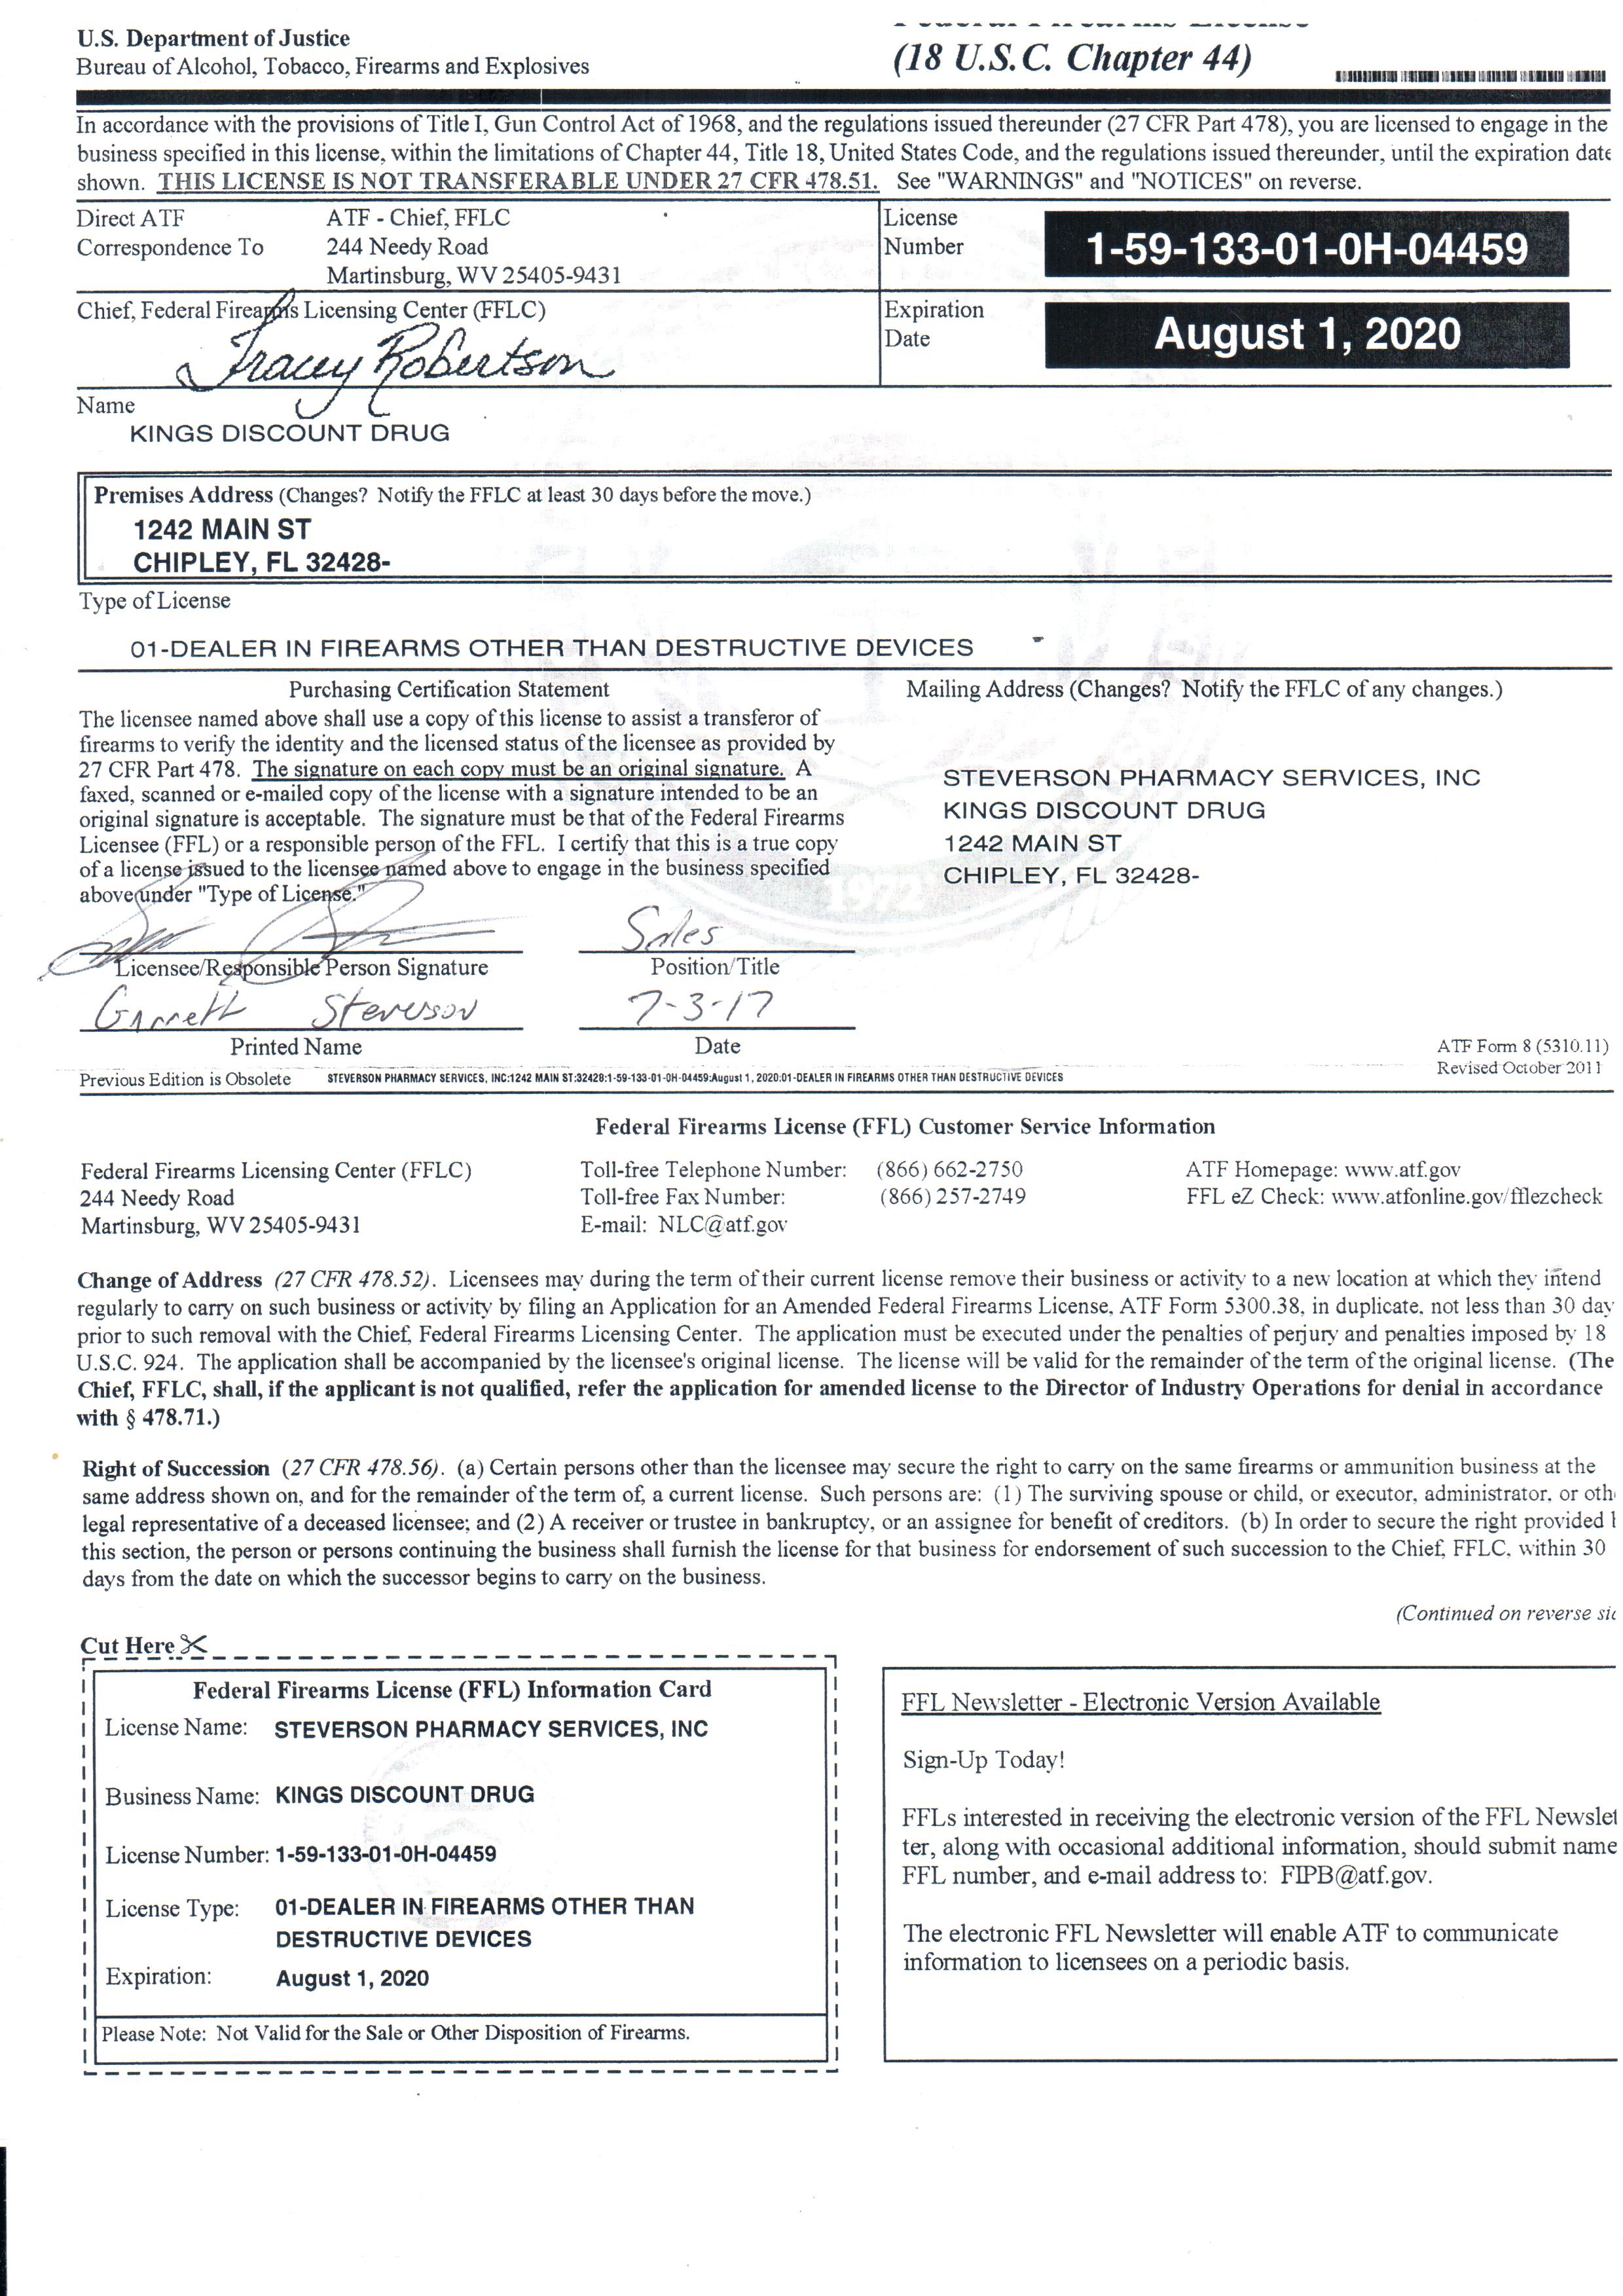 U.S. Department of Justice
Bureau of Alcohol, Tobacco, Firearms and Explosives
(18 U.S.C. Chapter 44)
In accordance with the provisions of Title I, Gun Control Act of 1968, and the regulations issued thereunder (27 CFR Part 478), you are licensed to engage in the
business specified in this license, within the limitations of Chapter 44, Title 18, United States Code, and the regulations issued thereunder, until the expiration date
shown. THIS LICENSE IS NOT TRANSFERABLE UNDER 27 CFR 478.51. See "WARNINGS" and "NOTICES" on reverse.
Direct ATF
Correspondence To
ATF - Chief, FFLC
244 Needy Road
Martinsburg, WV 25405-9431
License
Number
1-59-133-01-0H-04459
Chief, Federal Firearms Licensing Center (FFLC)
Tracey Robertson
Expiration
Date
August 1, 2020
Name
KINGS DISCOUNT DRUG
Premises Address (Changes? Notify the FFLC at least 30 days before the move.)
1242 MAIN ST
CHIPLEY, FL 32428-
Type of License
01-DEALER IN FIREARMS OTHER THAN DESTRUCTIVE DEVICES
Purchasing Certification Statement
The licensee named above shall use a copy of this license to assist a transferor of
firearms to verify the identity and the licensed status of the licensee as provided by
27 CFR Part 478. The signature on each copy must be an original signature. A
faxed, scanned or e-mailed copy of the license with a signature intended to be an
original signature is acceptable. The signature must be that of the Federal Firearms
Licensee (FFL) or a responsible person of the FFL. I certify that this is a true copy
of a license issued to the licensee named above to engage in the business specified
above under "Type of License."
Mailing Address (Changes? Notify the FFLC of any changes.)
STEVERSON PHARMACY SERVICES, INC
KINGS DISCOUNT DRUG
1242 MAIN ST
CHIPLEY, FL 32428-
1972
Sales
Licensee/Responsible Person Signature
Position/Title
Garrett Steverson
7-3-17
Printed Name
Date
ATF Form 8 (5310.11)
Revised October 2011
Previous Edition is Obsolete
STEVERSON PHARMACY SERVICES, INC:1242 MAIN ST:32428:1-59-133-01-0H-04459:August 1, 2020:01-DEALER IN FIREARMS OTHER THAN DESTRUCTIVE DEVICES
Federal Firearms License (FFL) Customer Service Information
Federal Firearms Licensing Center (FFLC)
244 Needy Road
Martinsburg, WV 25405-9431
Toll-free Telephone Number: (866) 662-2750
Toll-free Fax Number: (866) 257-2749
E-mail: NLC@atf.gov
ATF Homepage: www.atf.gov
FFL eZ Check: www.atfonline.gov/fflezcheck
Change of Address (27 CFR 478.52). Licensees may during the term of their current license remove their business or activity to a new location at which they intend
regularly to carry on such business or activity by filing an Application for an Amended Federal Firearms License, ATF Form 5300.38, in duplicate, not less than 30 day
prior to such removal with the Chief, Federal Firearms Licensing Center. The application must be executed under the penalties of perjury and penalties imposed by 18
U.S.C. 924. The application shall be accompanied by the licensee's original license. The license will be valid for the remainder of the term of the original license. (The
Chief, FFLC, shall, if the applicant is not qualified, refer the application for amended license to the Director of Industry Operations for denial in accordance
with § 478.71.)
Right of Succession (27 CFR 478.56). (a) Certain persons other than the licensee may secure the right to carry on the same firearms or ammunition business at the
same address shown on, and for the remainder of the term of, a current license. Such persons are: (1) The surviving spouse or child, or executor, administrator, or oth
legal representative of a deceased licensee; and (2) A receiver or trustee in bankruptcy, or an assignee for benefit of creditors. (b) In order to secure the right provided
this section, the person or persons continuing the business shall furnish the license for that business for endorsement of such succession to the Chief, FFLC, within 30
days from the date on which the successor begins to carry on the business.
(Continued on reverse
Cut Here
Federal Firearms License (FFL) Information Card
License Name: STEVERSON PHARMACY SERVICES, INC
Business Name: KINGS DISCOUNT DRUG
License Number: 1-59-133-01-0H-04459
License Type: 01-DEALER IN FIREARMS OTHER THAN
DESTRUCTIVE DEVICES
Expiration: August 1, 2020
Please Note: Not Valid for the Sale or Other Disposition of Firearms.
FFL Newsletter - Electronic Version Available
Sign-Up Today!
FFLs interested in receiving the electronic version of the FFL Newslet
ter, along with occasional additional information, should submit name
FFL number, and e-mail address to: FIPB@atf.gov.
The electronic FFL Newsletter will enable ATF to communicate
information to licensees on a periodic basis.